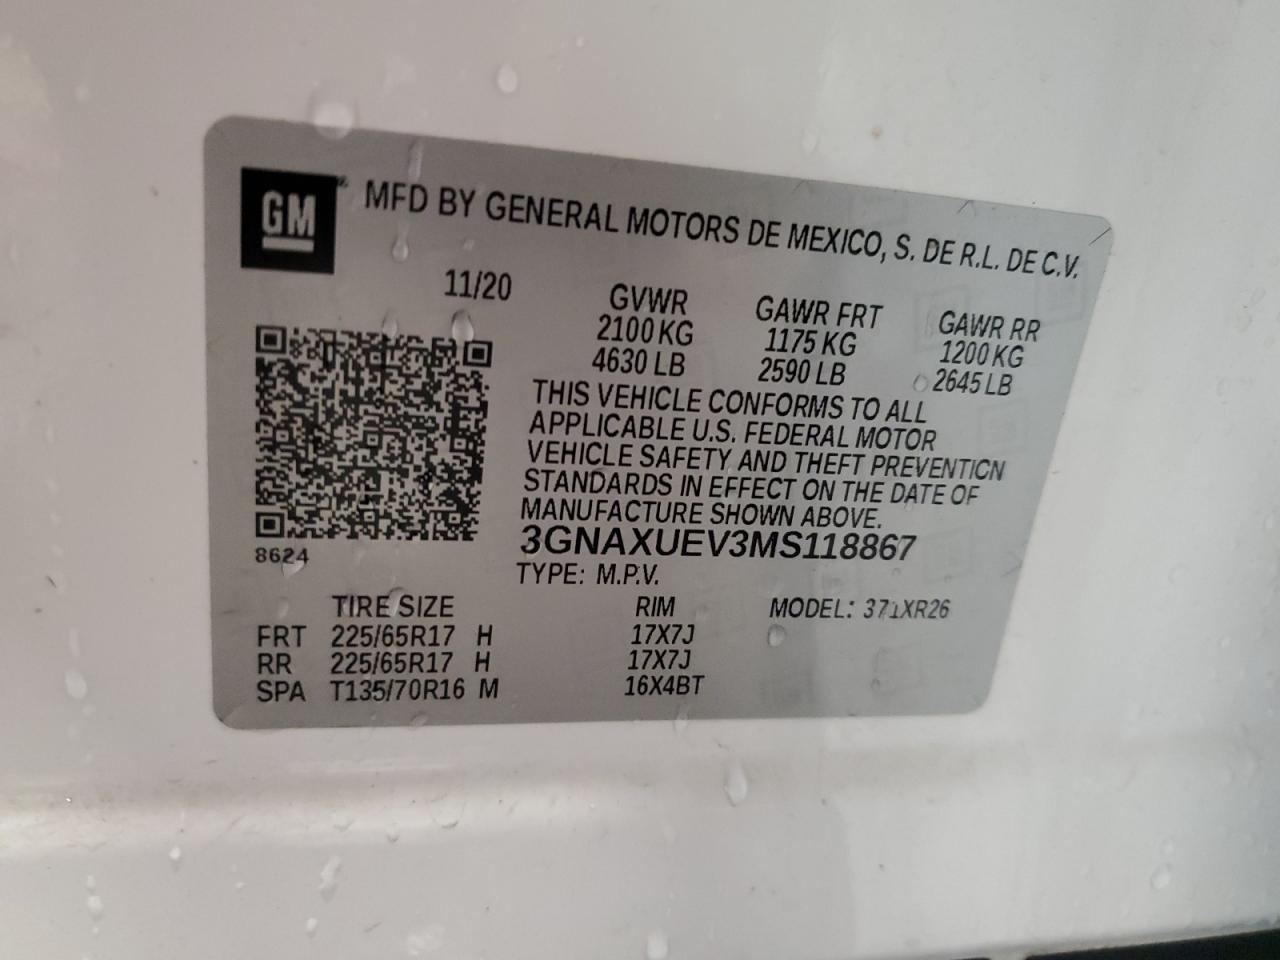 GM
MFD BY GENERAL MOTORS DE MEXICO, S. DE R.L. DE C.V.
11/20
GVWR GAWR FRT GAWR RR
2100 KG 1175 KG 1200 KG
4630 LB 2590 LB 2645 LB
THIS VEHICLE CONFORMS TO ALL
APPLICABLE U.S. FEDERAL MOTOR
VEHICLE SAFETY AND THEFT PREVENTION
STANDARDS IN EFFECT ON THE DATE OF
MANUFACTURE SHOWN ABOVE.
3GNAXUEV3MS118867
8624
TYPE: M.P.V.
TIRE SIZE RIM MODEL: 371XR26
FRT 225/65R17 H 17X7J
RR 225/65R17 H 17X7J
SPA T135/70R16 M 16X4BT